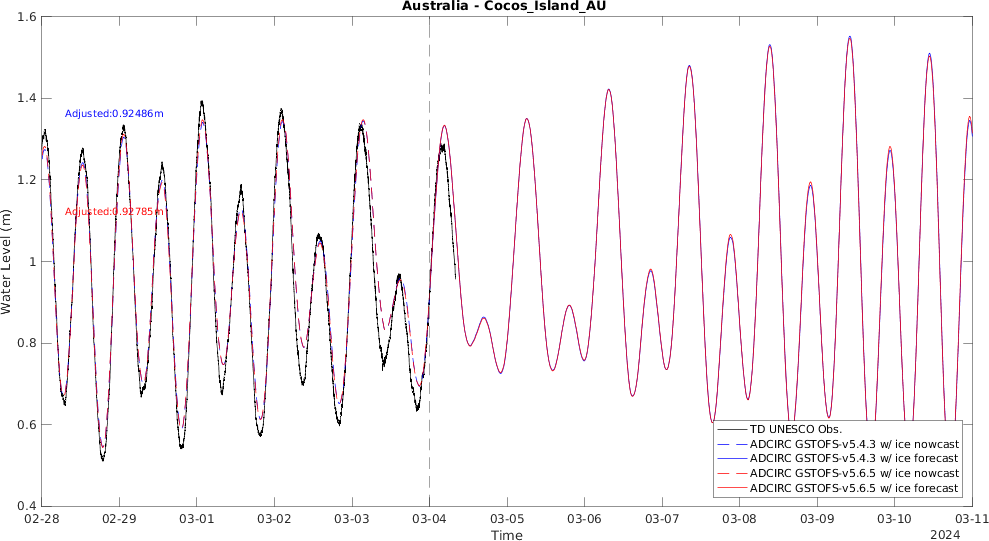 Australia - Cocos_Island_AU
1.6
1.4
1.2
1
0.8
0.6
0.4
Water Level (m)
Adjusted:0.92486m
Adjusted:0.92785m
TD UNESCO Obs.
ADCIRC GSTOFS-v5.4.3 w/ ice nowcast
ADCIRC GSTOFS-v5.4.3 w/ ice forecast
ADCIRC GSTOFS-v5.6.5 w/ ice nowcast
ADCIRC GSTOFS-v5.6.5 w/ ice forecast
02-28 02-29 03-01 03-02 03-03 03-04 03-05 03-06 03-07 03-08 03-09 03-10 03-11
Time
2024